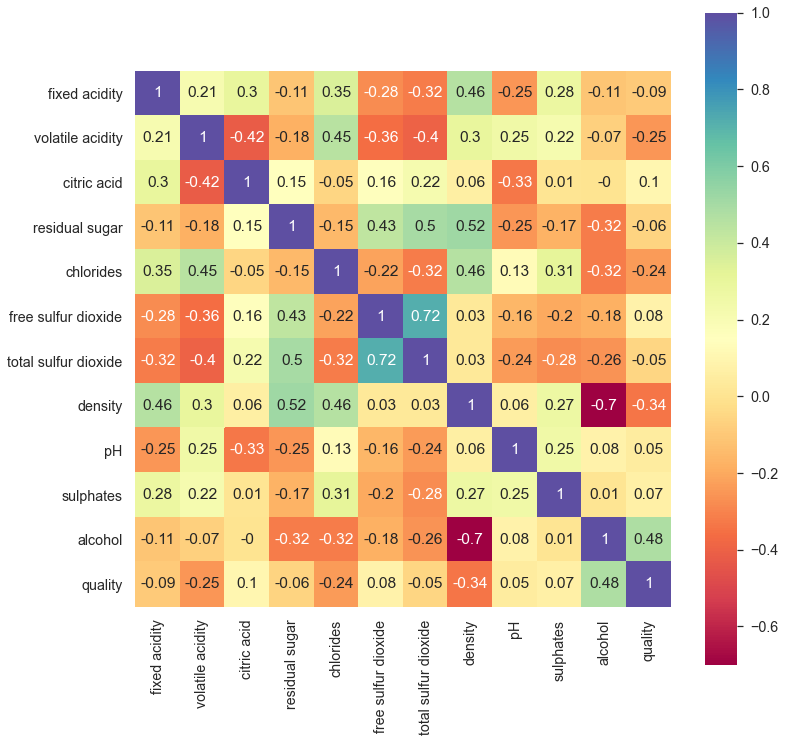 fixed acidity 1 0.21 0.3 -0.11 0.35 -0.28 -0.32 0.46 -0.25 0.28 -0.11 -0.09
volatile acidity 0.21 1 -0.42 -0.18 0.45 -0.36 -0.4 0.3 0.25 0.22 -0.07 -0.25
citric acid 0.3 -0.42 1 0.15 -0.05 0.16 0.22 0.06 -0.33 0.01 -0 0.1
residual sugar -0.11 -0.18 0.15 1 -0.15 0.43 0.5 0.52 -0.25 -0.17 -0.32 -0.06
chlorides 0.35 0.45 -0.05 -0.15 1 -0.22 -0.32 0.46 0.13 0.31 -0.32 -0.24
free sulfur dioxide -0.28 -0.36 0.16 0.43 -0.22 1 0.72 0.03 -0.16 -0.2 -0.18 0.08
total sulfur dioxide -0.32 -0.4 0.22 0.5 -0.32 0.72 1 0.03 -0.24 -0.28 -0.26 -0.05
density 0.46 0.3 0.06 0.52 0.46 0.03 0.03 1 0.06 0.27 -0.7 -0.34
pH -0.25 0.25 -0.33 -0.25 0.13 -0.16 -0.24 0.06 1 0.25 0.08 0.05
sulphates 0.28 0.22 0.01 -0.17 0.31 -0.2 -0.28 0.27 0.25 1 0.01 0.07
alcohol -0.11 -0.07 -0 -0.32 -0.32 -0.18 -0.26 -0.7 0.08 0.01 1 0.48
quality -0.09 -0.25 0.1 -0.06 -0.24 0.08 -0.05 -0.34 0.05 0.07 0.48 1
fixed acidity
volatile acidity
citric acid
residual sugar
chlorides
free sulfur dioxide
total sulfur dioxide
density
pH
sulphates
alcohol
quality
1.0
0.8
0.6
0.4
0.2
0.0
−0.2
−0.4
−0.6